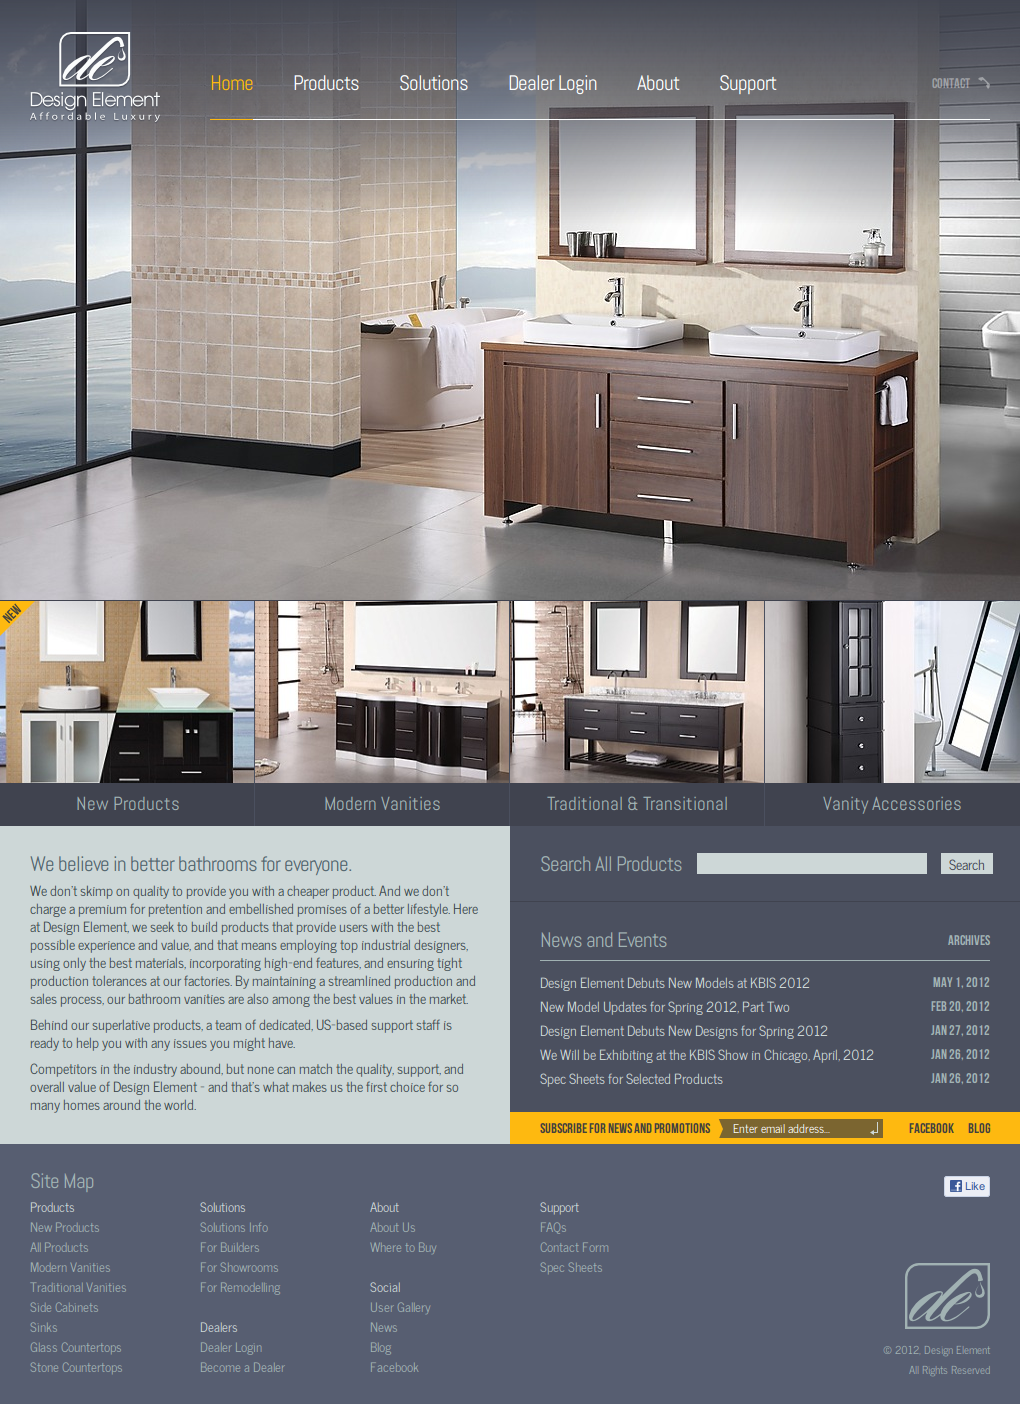 de
Design Element
Affordable Luxury
Home Products Solutions Dealer Login About Support CONTACT
NEW
New Products Modern Vanities Traditional & Transitional Vanity Accessories
We believe in better bathrooms for everyone.
We don't skimp on quality to provide you with a cheaper product. And we don't
charge a premium for pretention and embellished promises of a better lifestyle. Here
at Design Element, we seek to build products that provide users with the best
possible experience and value, and that means employing top industrial designers,
using only the best materials, incorporating high-end features, and ensuring tight
production tolerances at our factories. By maintaining a streamlined production and
sales process, our bathroom vanities are also among the best values in the market.
Behind our superlative products, a team of dedicated, US-based support staff is
ready to help you with any issues you might have.
Competitors in the industry abound, but none can match the quality, support, and
overall value of Design Element - and that's what makes us the first choice for so
many homes around the world.
Search All Products Search
News and Events ARCHIVES
Design Element Debuts New Models at KBIS 2012 MAY 1, 2012
New Model Updates for Spring 2012, Part Two FEB 20, 2012
Design Element Debuts New Designs for Spring 2012 JAN 27, 2012
We Will be Exhibiting at the KBIS Show in Chicago, April, 2012 JAN 26, 2012
Spec Sheets for Selected Products JAN 26, 2012
SUBSCRIBE FOR NEWS AND PROMOTIONS Enter email address... FACEBOOK BLOG
Site Map
Products
New Products
All Products
Modern Vanities
Traditional Vanities
Side Cabinets
Sinks
Glass Countertops
Stone Countertops
Solutions
Solutions Info
For Builders
For Showrooms
For Remodelling
Dealers
Dealer Login
Become a Dealer
About
About Us
Where to Buy
Social
User Gallery
News
Blog
Facebook
Support
FAQs
Contact Form
Spec Sheets
f Like
de
© 2012, Design Element
All Rights Reserved